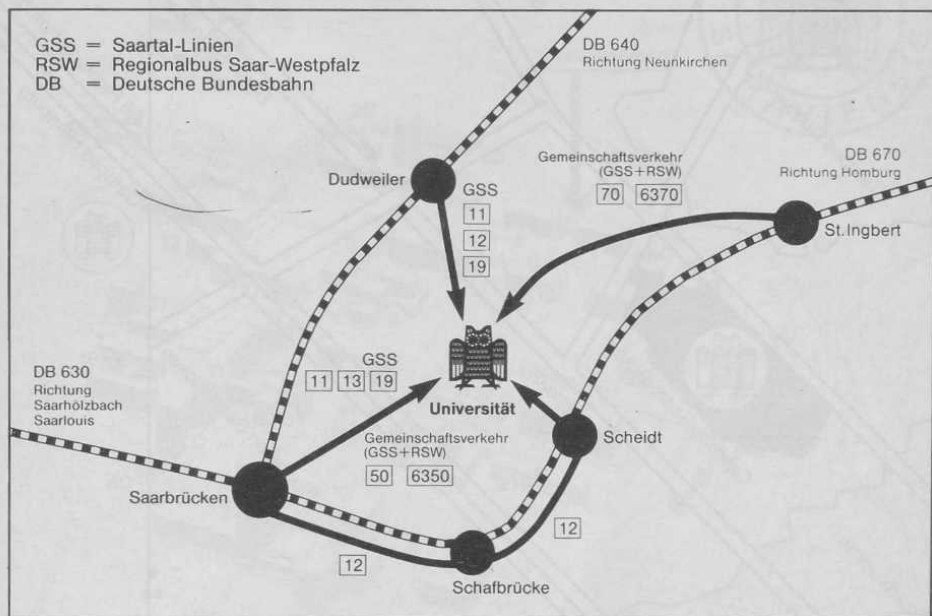 GSS = Saartal-Linien
RSW = Regionalbus Saar-Westpfalz
DB = Deutsche Bundesbahn
DB 640
Richtung Neunkirchen
Gemeinschaftsverkehr
(GSS+RSW)
70 6370
DB 670
Richtung Homburg
Dudweiler
GSS
11
12
19
St. Ingbert
DB 630
Richtung
Saarhölzbach
Saarlouis
GSS
11 13 19
Universität
Gemeinschaftsverkehr
(GSS+RSW)
50 6350
Scheidt
Saarbrücken
12
12
Schafbrücke